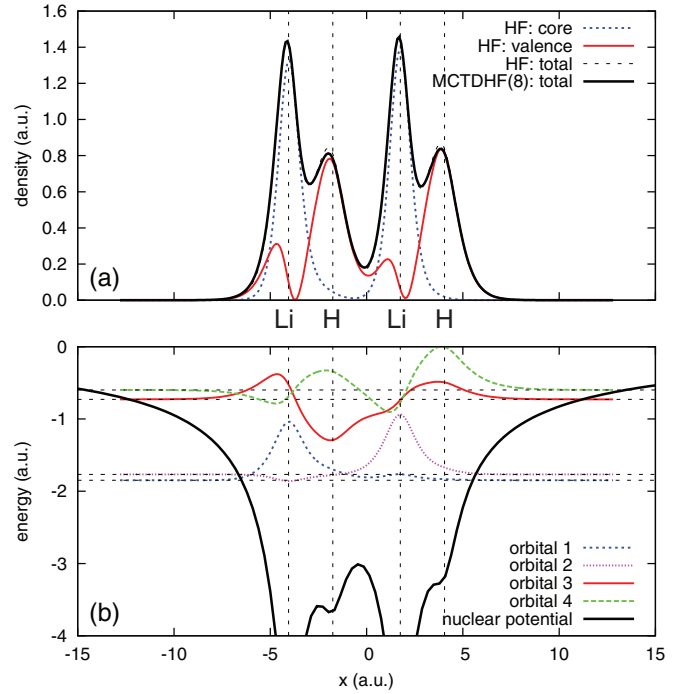 1.6
1.4
1.2
1.0
0.8
0.6
0.4
0.2
0.0
density (a.u.)
HF: core
HF: valence
HF: total
MCTDHF(8): total
(a)
Li H Li H
0
-1
-2
-3
-4
energy (a.u.)
orbital 1
orbital 2
orbital 3
orbital 4
nuclear potential
(b)
-15 -10 -5 0 5 10 15
x (a.u.)